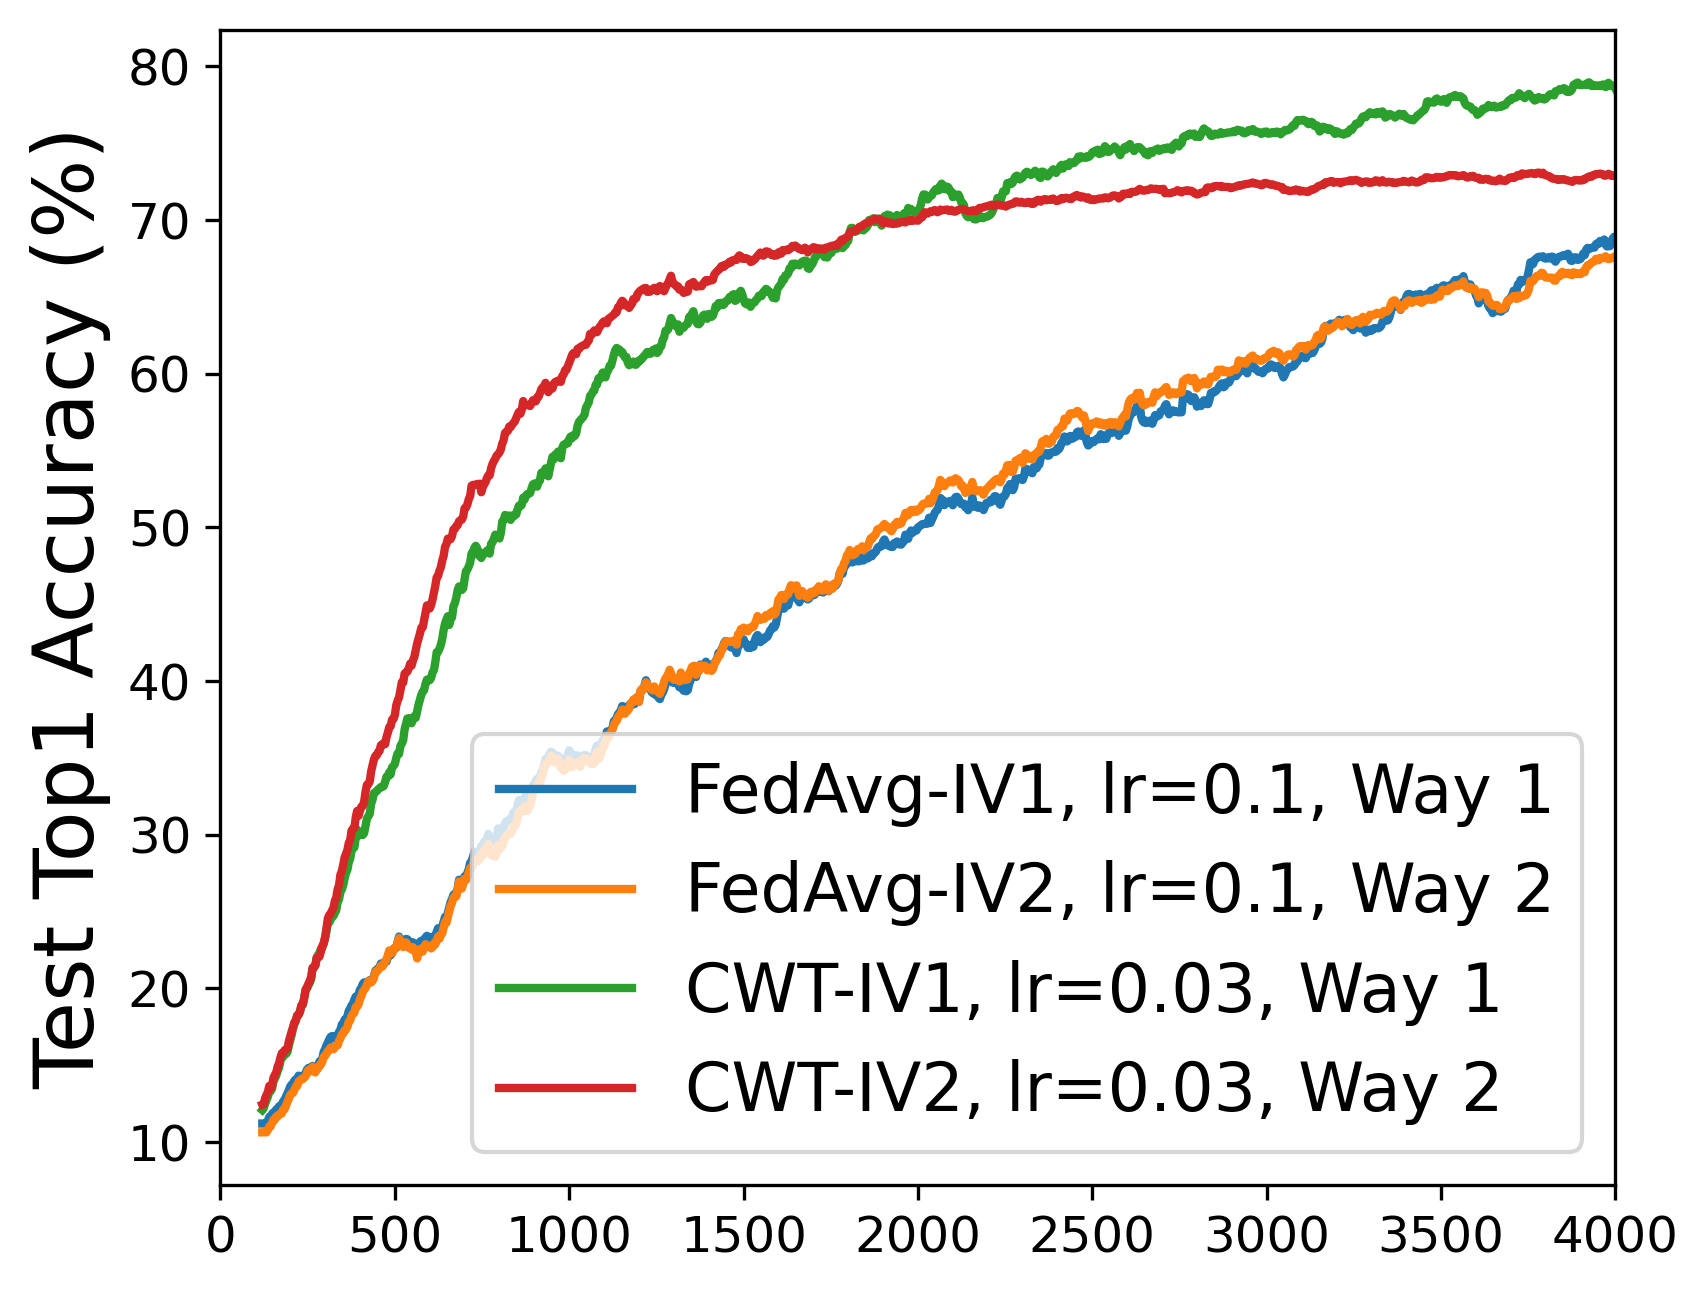 80
70
60
50
40
30
20
10
Test Top1 Accuracy (%)
FedAvg-IV1, lr=0.1, Way 1
FedAvg-IV2, lr=0.1, Way 2
CWT-IV1, lr=0.03, Way 1
CWT-IV2, lr=0.03, Way 2
0 500 1000 1500 2000 2500 3000 3500 4000